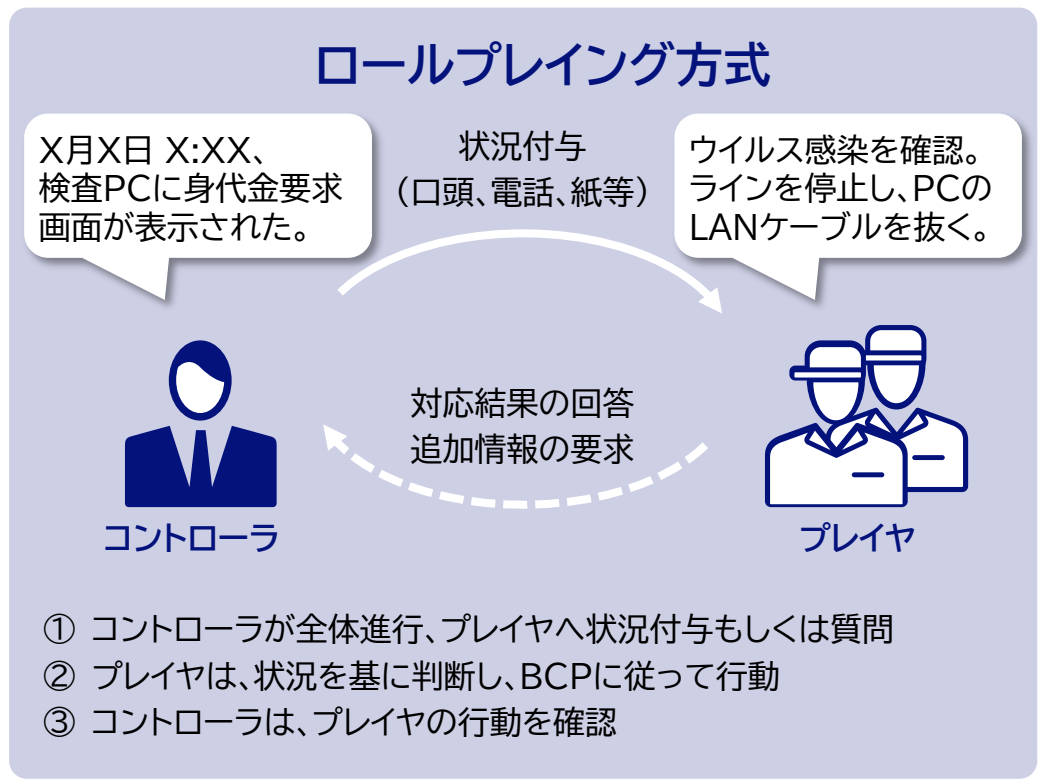 ロールプレイング方式
X月X日 X:XX、
検査PCに身代金要求
画面が表示された。
状況付与
（口頭、電話、紙等）
ウイルス感染を確認。
ラインを停止し、PCの
LANケーブルを抜く。
対応結果の回答
追加情報の要求
コントローラ
プレイヤ
① コントローラが全体進行、プレイヤへ状況付与もしくは質問
② プレイヤは、状況を基に判断し、BCPに従って行動
③ コントローラは、プレイヤの行動を確認